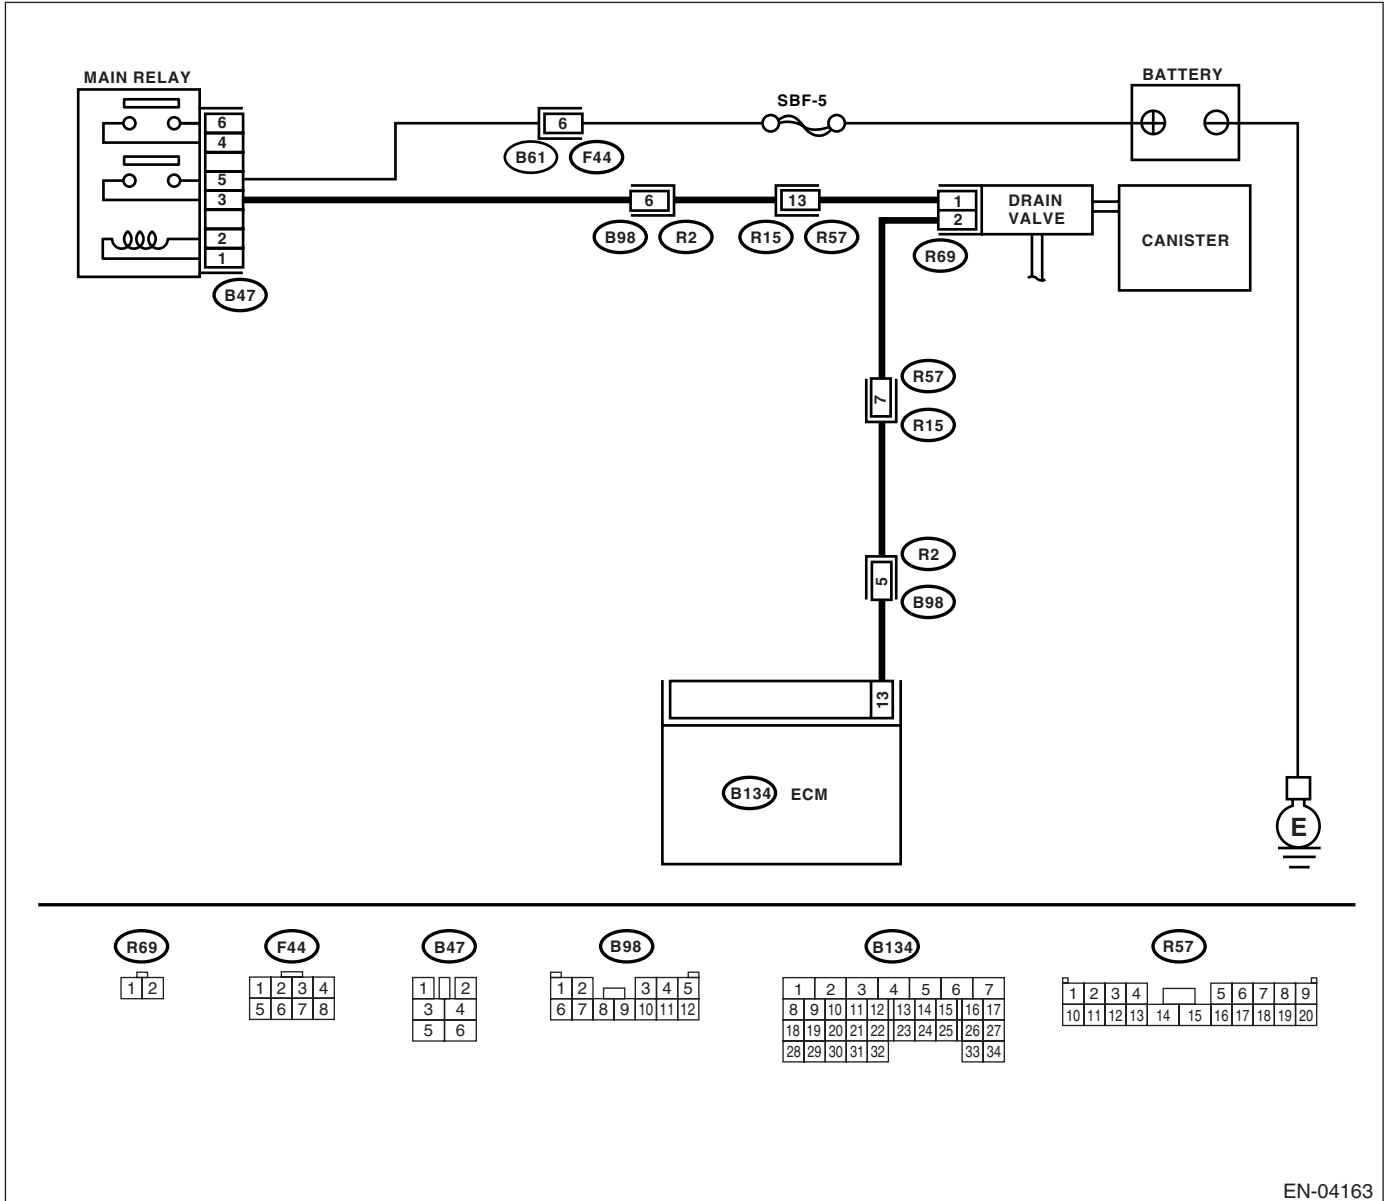 MAIN RELAY
BATTERY
SBF-5
6
4
5
3
2
1
B47
6
B61 F44
6
B98 R2
13
R15 R57
1
2
R69
DRAIN
VALVE
CANISTER
7
R57
R15
5
R2
B98
13
B134 ECM
E
R69
1 2
F44
1 2 3 4
5 6 7 8
B47
1 2
3 4
5 6
B98
1 2 3 4 5
6 7 8 9 10 11 12
B134
1 2 3 4 5 6 7
8 9 10 11 12 13 14 15 16 17
18 19 20 21 22 23 24 25 26 27
28 29 30 31 32 33 34
R57
1 2 3 4 5 6 7 8 9
10 11 12 13 14 15 16 17 18 19 20
EN-04163